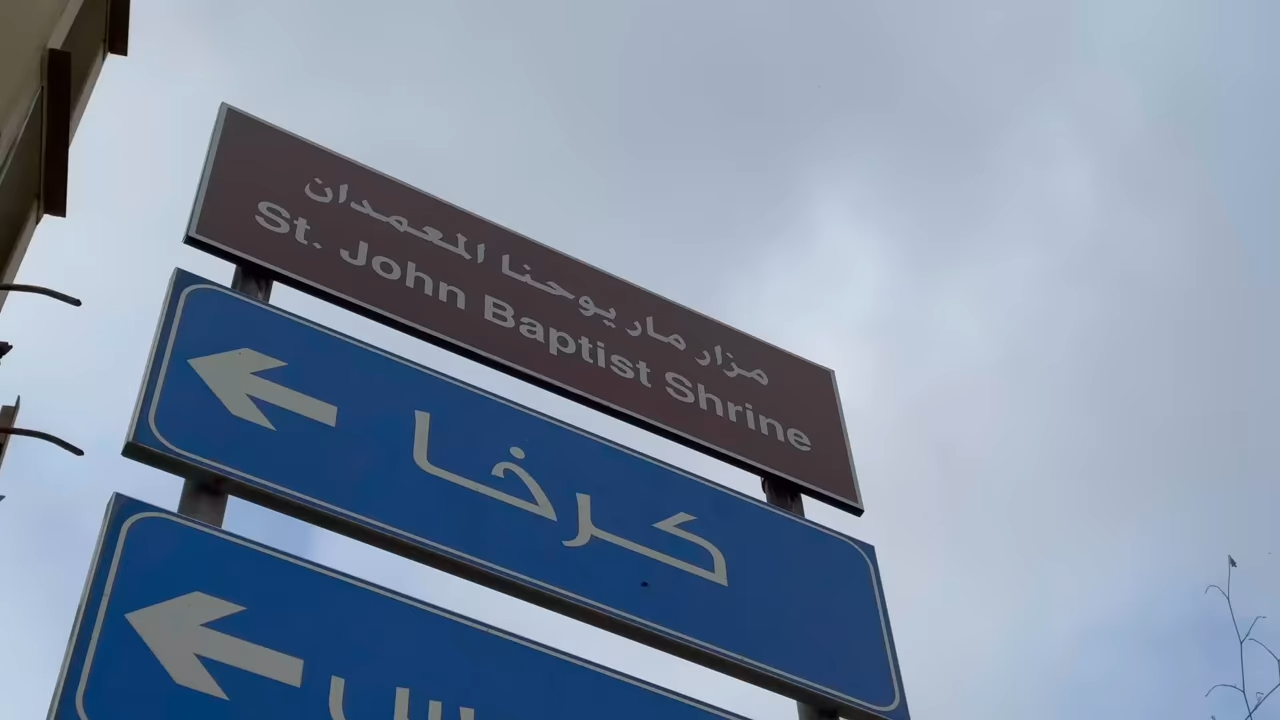 مزار مار يوحنا المعمدان
St. John Baptist Shrine
كرخا